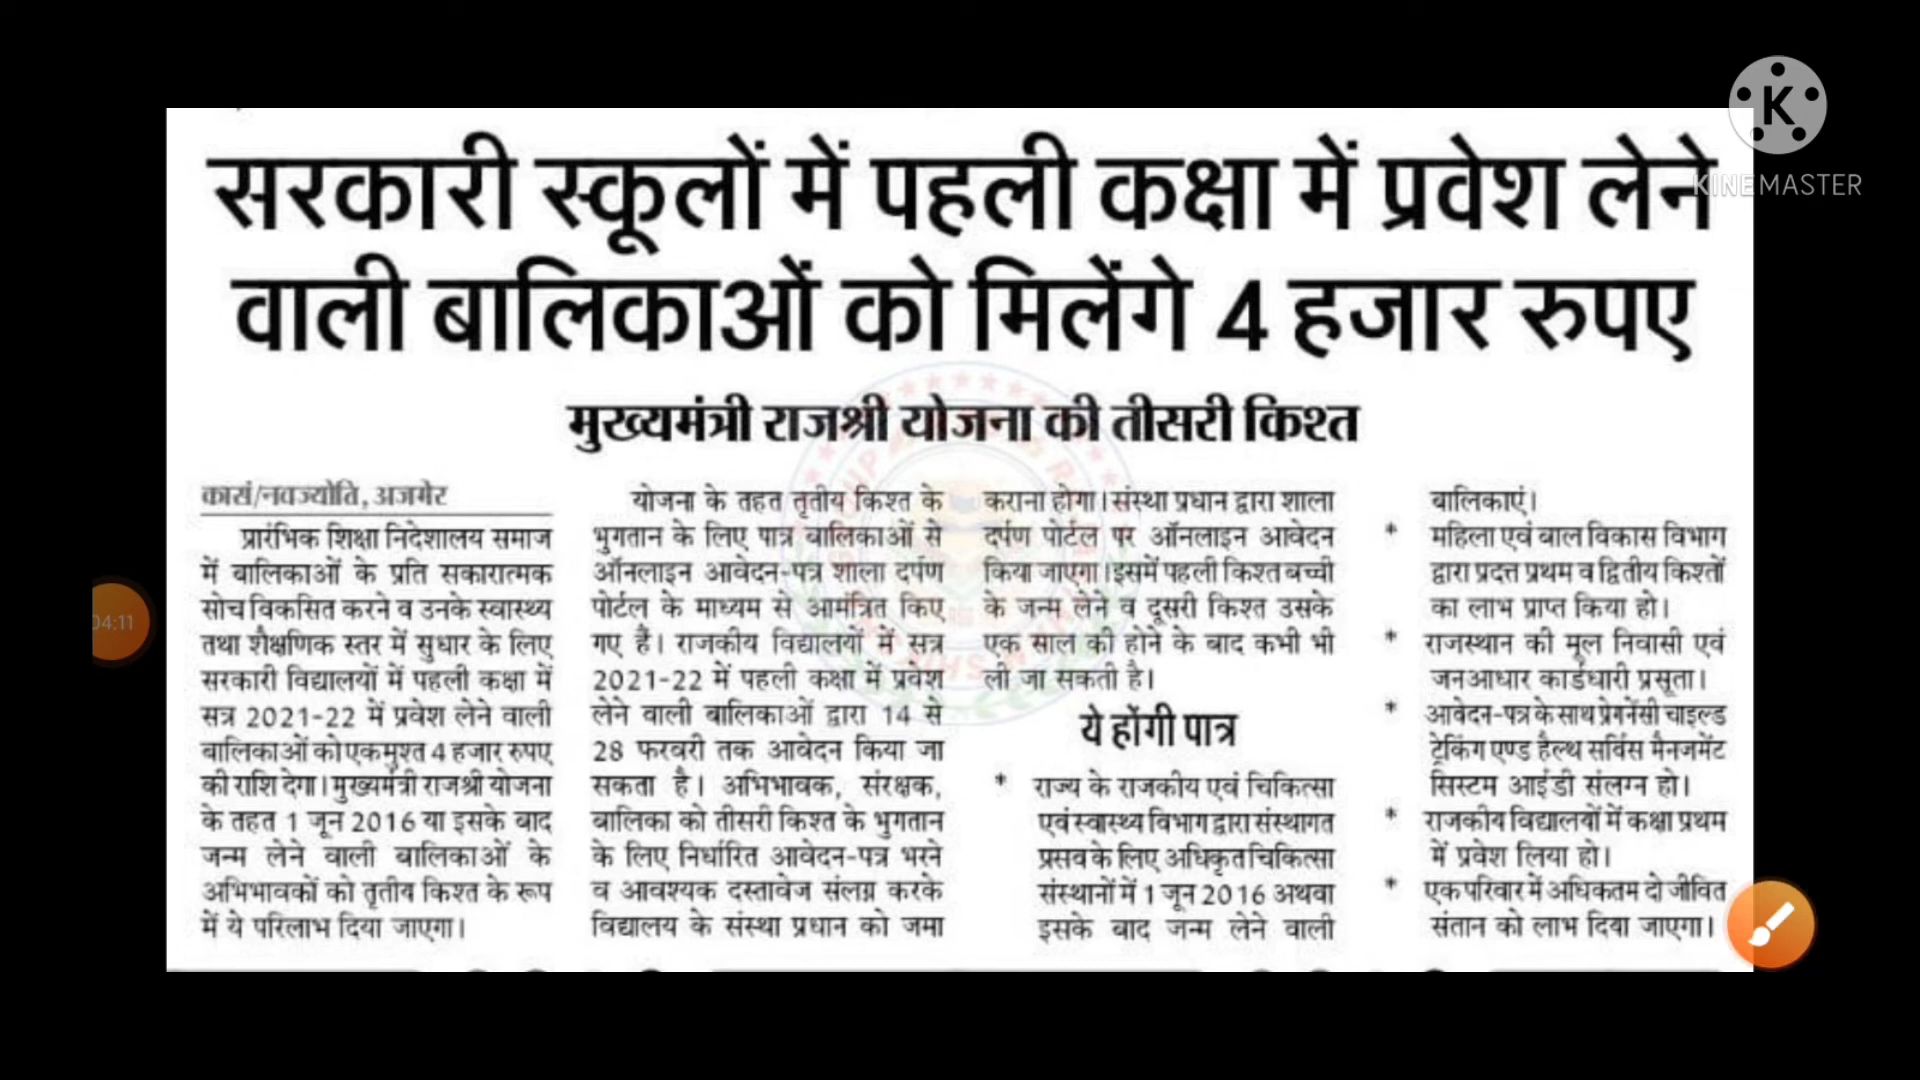 सरकारी स्कूलों में पहली कक्षा में प्रवेश लेने
वाली बालिकाओं को मिलेंगे 4 हजार रुपए
मुख्यमंत्री राजश्री योजना की तीसरी किश्त
कासं/नवज्योति, अजमेर
प्रारंभिक शिक्षा निदेशालय समाज
में बालिकाओं के प्रति सकारात्मक
सोच विकसित करने व उनके स्वास्थ्य
तथा शैक्षणिक स्तर में सुधार के लिए
सरकारी विद्यालयों में पहली कक्षा में
सत्र 2021-22 में प्रवेश लेने वाली
बालिकाओं को एकमुश्त 4 हजार रुपए
की राशि देगा। मुख्यमंत्री राजश्री योजना
के तहत 1 जून 2016 या इसके बाद
जन्म लेने वाली बालिकाओं के
अभिभावकों को तृतीय किश्त के रूप
में ये परिलाभ दिया जाएगा।
योजना के तहत तृतीय किश्त के
भुगतान के लिए पात्र बालिकाओं से
ऑनलाइन आवेदन-पत्र शाला दर्पण
पोर्टल के माध्यम से आमंत्रित किए
गए हैं। राजकीय विद्यालयों में सत्र
2021-22 में पहली कक्षा में प्रवेश
लेने वाली बालिकाओं द्वारा 14 से
28 फरवरी तक आवेदन किया जा
सकता है। अभिभावक, संरक्षक,
बालिका को तीसरी किश्त के भुगतान
के लिए निर्धारित आवेदन-पत्र भरने
व आवश्यक दस्तावेज संलग्न करके
विद्यालय के संस्था प्रधान को जमा
कराना होगा। संस्था प्रधान द्वारा शाला
दर्पण पोर्टल पर ऑनलाइन आवेदन
किया जाएगा। इसमें पहली किश्त बच्ची
के जन्म लेने व दूसरी किश्त उसके
एक साल की होने के बाद कभी भी
ली जा सकती है।
ये होंगी पात्र
* राज्य के राजकीय एवं चिकित्सा
एवं स्वास्थ्य विभाग द्वारा संस्थागत
प्रसव के लिए अधिकृत चिकित्सा
संस्थानों में 1 जून 2016 अथवा
इसके बाद जन्म लेने वाली
बालिकाएं।
* महिला एवं बाल विकास विभाग
द्वारा प्रदत्त प्रथम व द्वितीय किश्तों
का लाभ प्राप्त किया हो।
* राजस्थान की मूल निवासी एवं
जनआधार कार्डधारी प्रसूता।
* आवेदन-पत्र के साथ प्रेगनेंसी चाइल्ड
ट्रेकिंग एण्ड हैल्थ सर्विस मैनजमेंट
सिस्टम आईडी संलग्न हो।
* राजकीय विद्यालयों में कक्षा प्रथम
में प्रवेश लिया हो।
* एक परिवार में अधिकतम दो जीवित
संतान को लाभ दिया जाएगा।
04:11
K
KINEMASTER